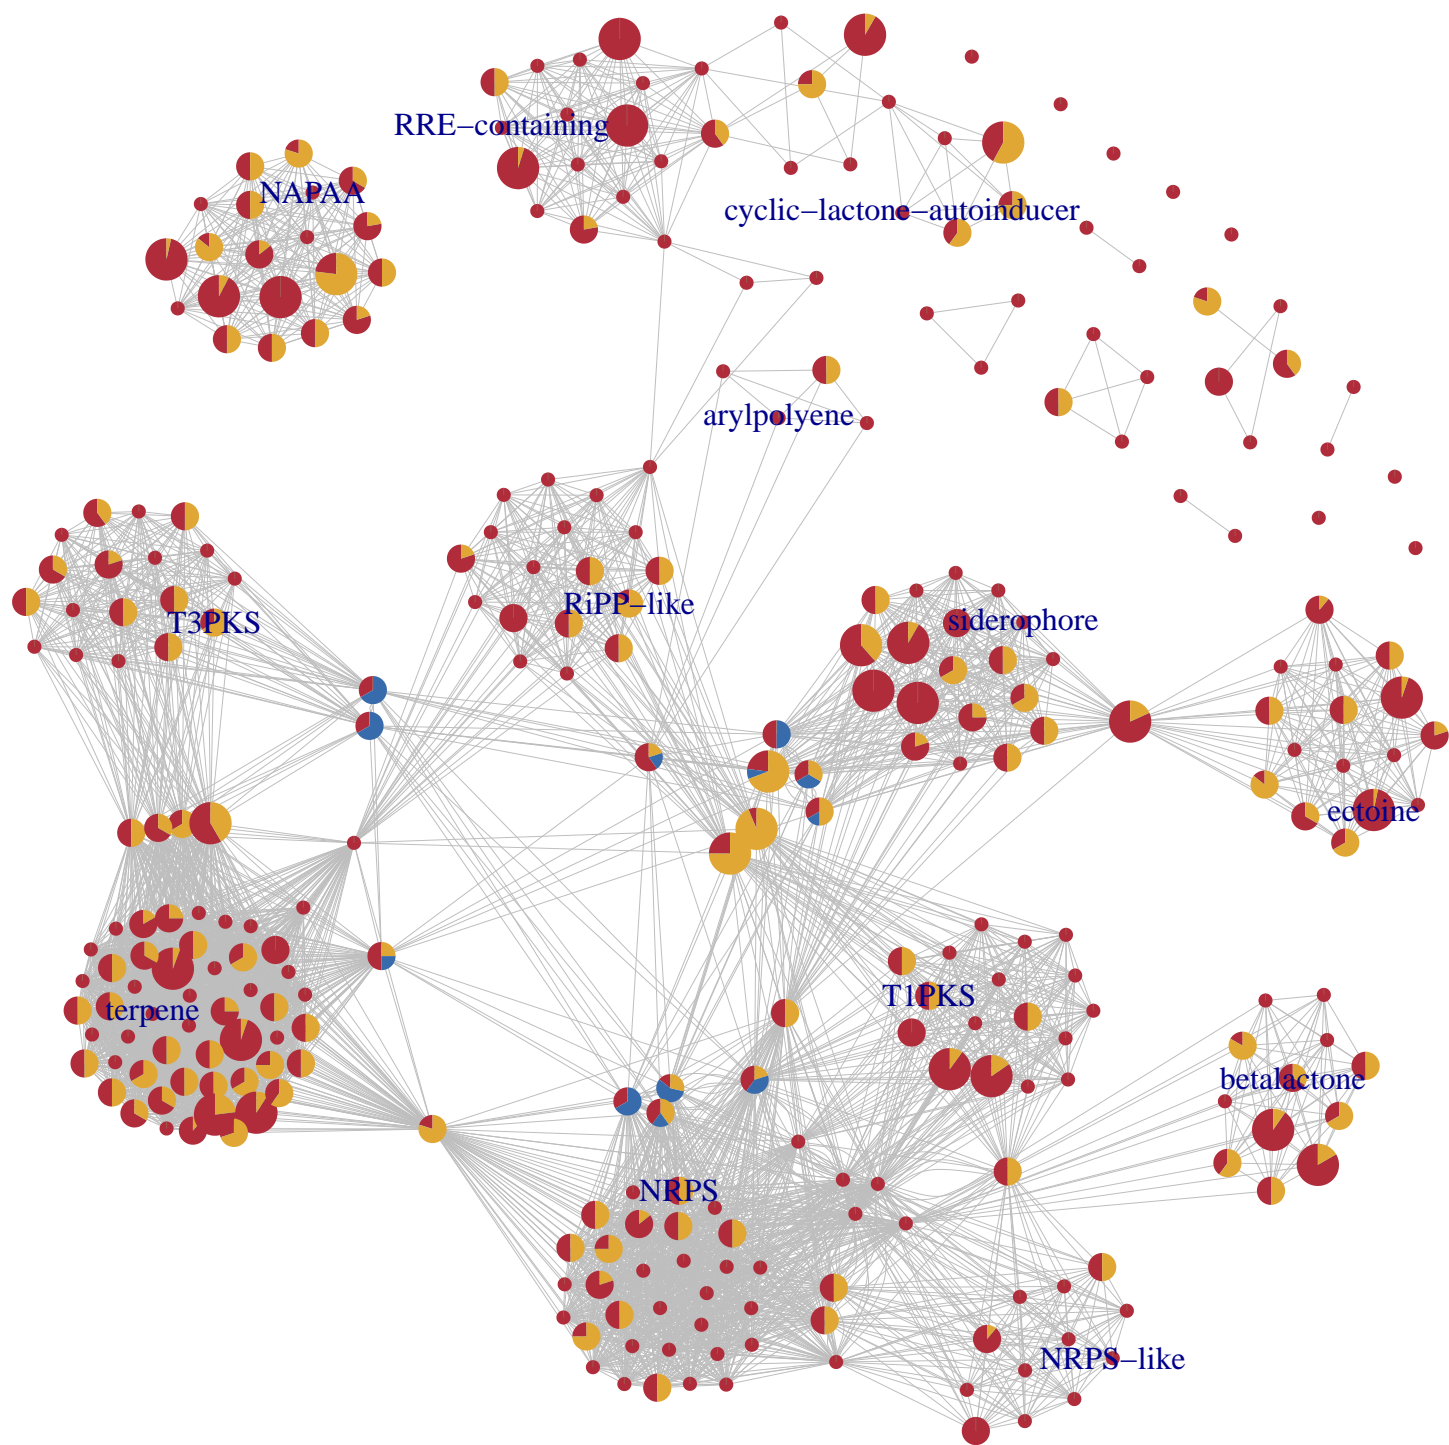 RRE−containing
NAPAA
cyclic−lactone−autoinducer
arylpolyene
RiPP−like
T3PKS
siderophore
ectoine
T1PKS
terpene
betalactone
NRPS
NRPS−like